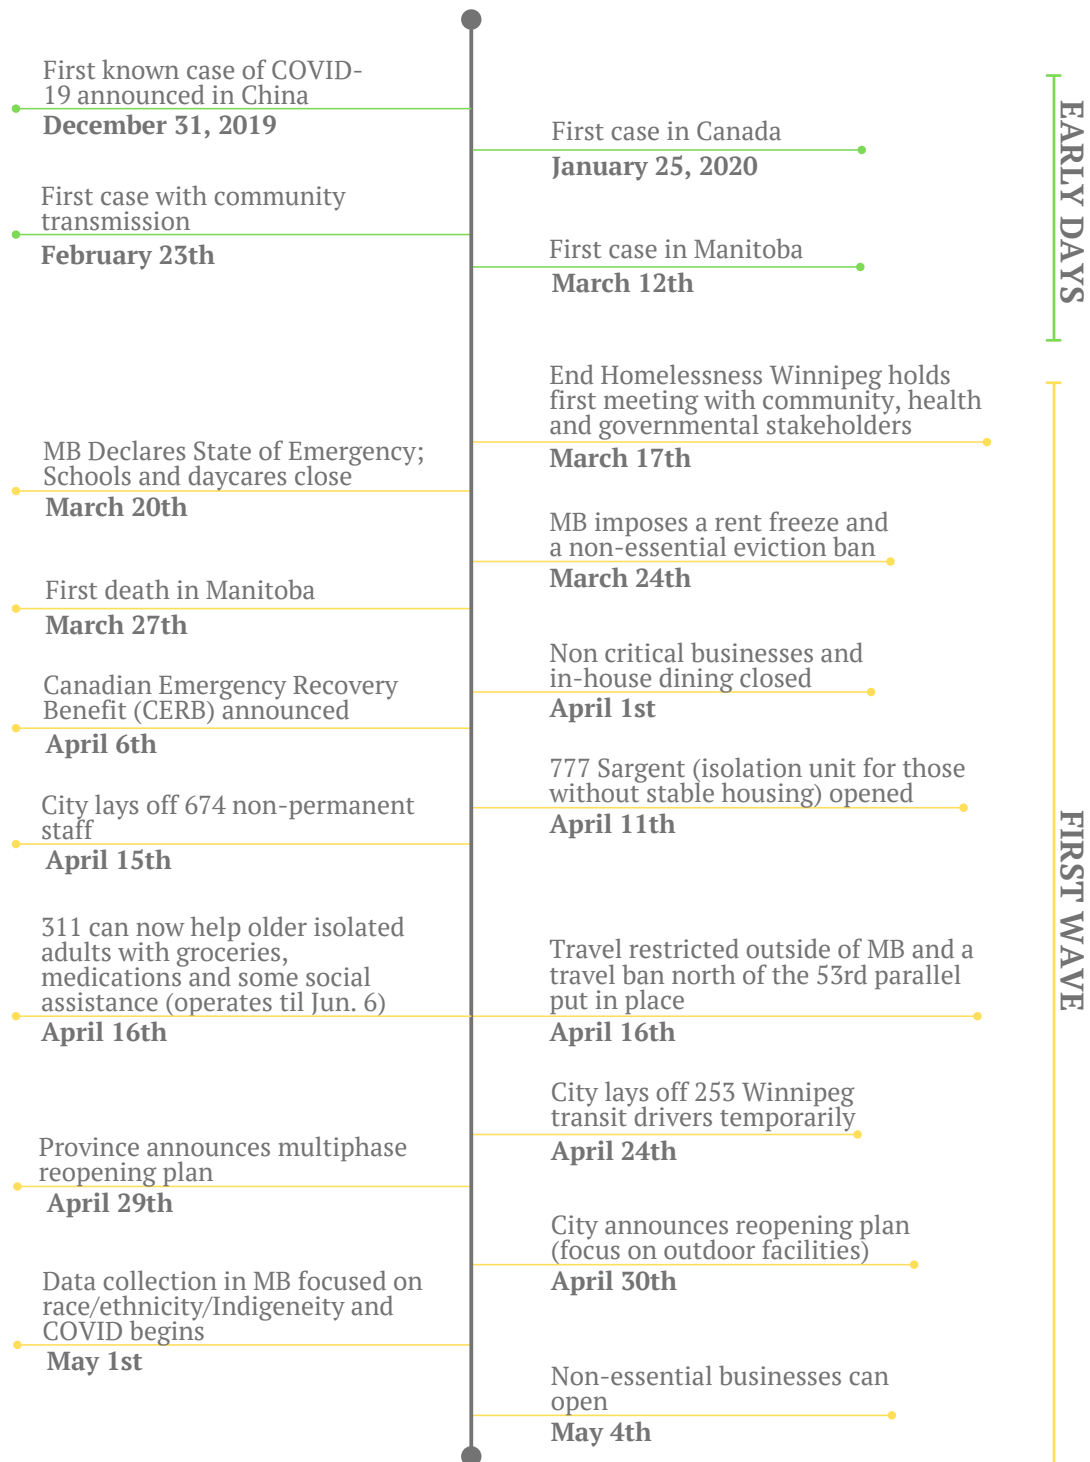 First known case of COVID-
19 announced in China
December 31, 2019
First case in Canada
January 25, 2020
First case with community
transmission
February 23th
First case in Manitoba
March 12th
EARLY DAYS
End Homelessness Winnipeg holds
first meeting with community, health
and governmental stakeholders
March 17th
MB Declares State of Emergency;
Schools and daycares close
March 20th
MB imposes a rent freeze and
a non-essential eviction ban
March 24th
First death in Manitoba
March 27th
Non critical businesses and
in-house dining closed
April 1st
Canadian Emergency Recovery
Benefit (CERB) announced
April 6th
777 Sargent (isolation unit for those
without stable housing) opened
April 11th
City lays off 674 non-permanent
staff
April 15th
311 can now help older isolated
adults with groceries,
medications and some social
assistance (operates til Jun. 6)
April 16th
Travel restricted outside of MB and a
travel ban north of the 53rd parallel
put in place
April 16th
City lays off 253 Winnipeg
transit drivers temporarily
April 24th
Province announces multiphase
reopening plan
April 29th
City announces reopening plan
(focus on outdoor facilities)
April 30th
Data collection in MB focused on
race/ethnicity/Indigeneity and
COVID begins
May 1st
Non-essential businesses can
open
May 4th
FIRST WAVE